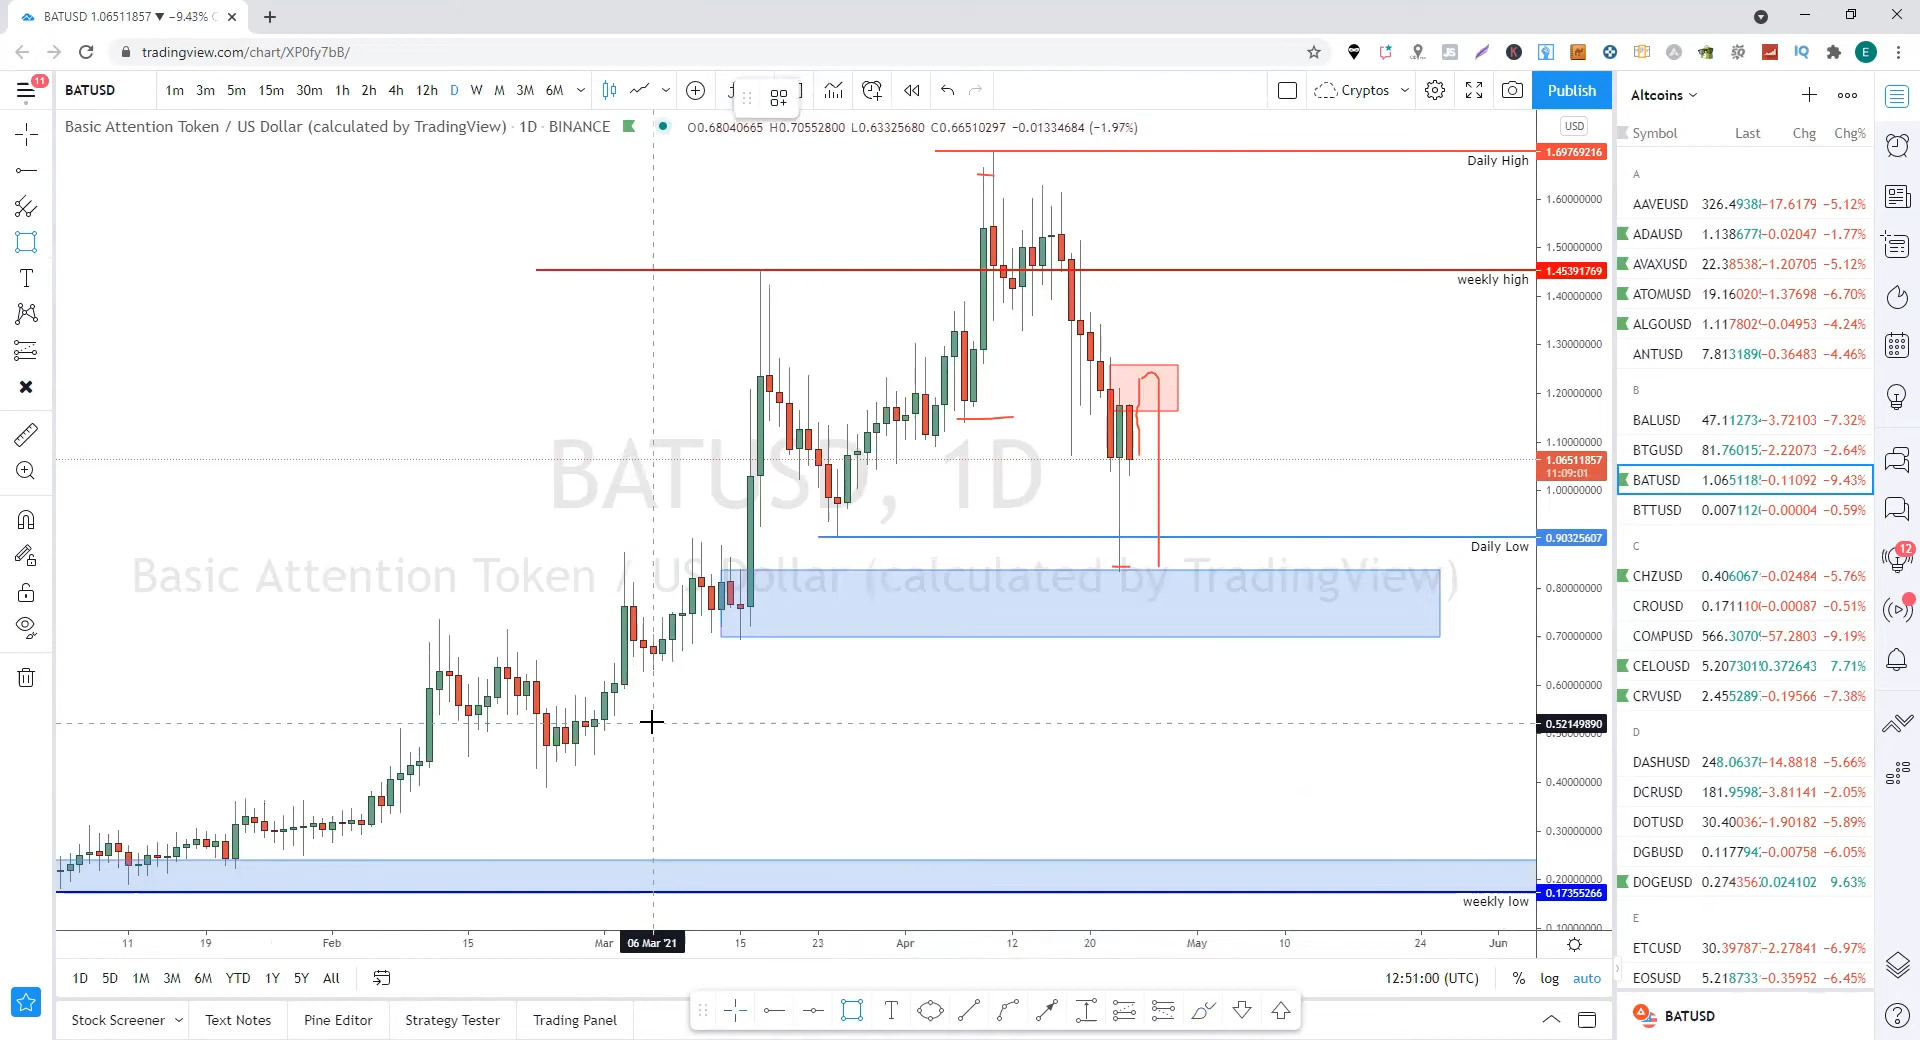 BATUSD 1.06511857 ▼ −9.43% C
tradingview.com/chart/XP0fy7bB/
11
BATUSD
1m 3m 5m 15m 30m 1h 2h 4h 12h D W M 3M 6M
Cryptos
Publish
Altcoins
Basic Attention Token / US Dollar (calculated by TradingView) · 1D · BINANCE
O0.68040665 H0.70552800 L0.63325680 C0.66510297 −0.01334684 (−1.97%)
USD
Symbol Last Chg Chg%
1.69769216
Daily High
1.60000000
1.50000000
1.45391769
weekly high
1.40000000
1.30000000
1.20000000
1.10000000
1.06511857
11:09:01
1.00000000
0.90325607
Daily Low
0.80000000
0.70000000
0.60000000
0.52149890
0.40000000
0.30000000
0.20000000
0.17355266
weekly low
BATUSD, 1D
Basic Attention Token / US Dollar (calculated by TradingView)
11 19 Feb 15 Mar 06 Mar '21 15 23 Apr 12 20 May 10 24 Jun
A
AAVEUSD 326.4938 −17.6179 −5.12%
ADAUSD 1.138677 −0.02047 −1.77%
AVAXUSD 22.3853 −1.20705 −5.12%
ATOMUSD 19.1602 −1.37698 −6.70%
ALGOUSD 1.117802 −0.04953 −4.24%
ANTUSD 7.813189 −0.36483 −4.46%
B
BALUSD 47.11273 −3.72103 −7.32%
BTGUSD 81.76015 −2.22073 −2.64%
BATUSD 1.065118 −0.11092 −9.43%
BTTUSD 0.007112 −0.00004 −0.59%
C
CHZUSD 0.406067 −0.02484 −5.76%
CROUSD 0.171110 −0.00087 −0.51%
COMPUSD 566.3070 −57.2803 −9.19%
CELOUSD 5.207301 0.372643 7.71%
CRVUSD 2.455289 −0.19566 −7.38%
D
DASHUSD 248.0637 −14.8818 −5.66%
DCRUSD 181.9598 −3.81141 −2.05%
DOTUSD 30.40036 −1.90182 −5.89%
DGBUSD 0.117794 −0.00758 −6.05%
DOGEUSD 0.274356 0.024102 9.63%
E
ETCUSD 30.39787 −2.27841 −6.97%
EOSUSD 5.218733 −0.35952 −6.45%
12
1D 5D 1M 3M 6M YTD 1Y 5Y All
12:51:00 (UTC) % log auto
Stock Screener Text Notes Pine Editor Strategy Tester Trading Panel
BATUSD